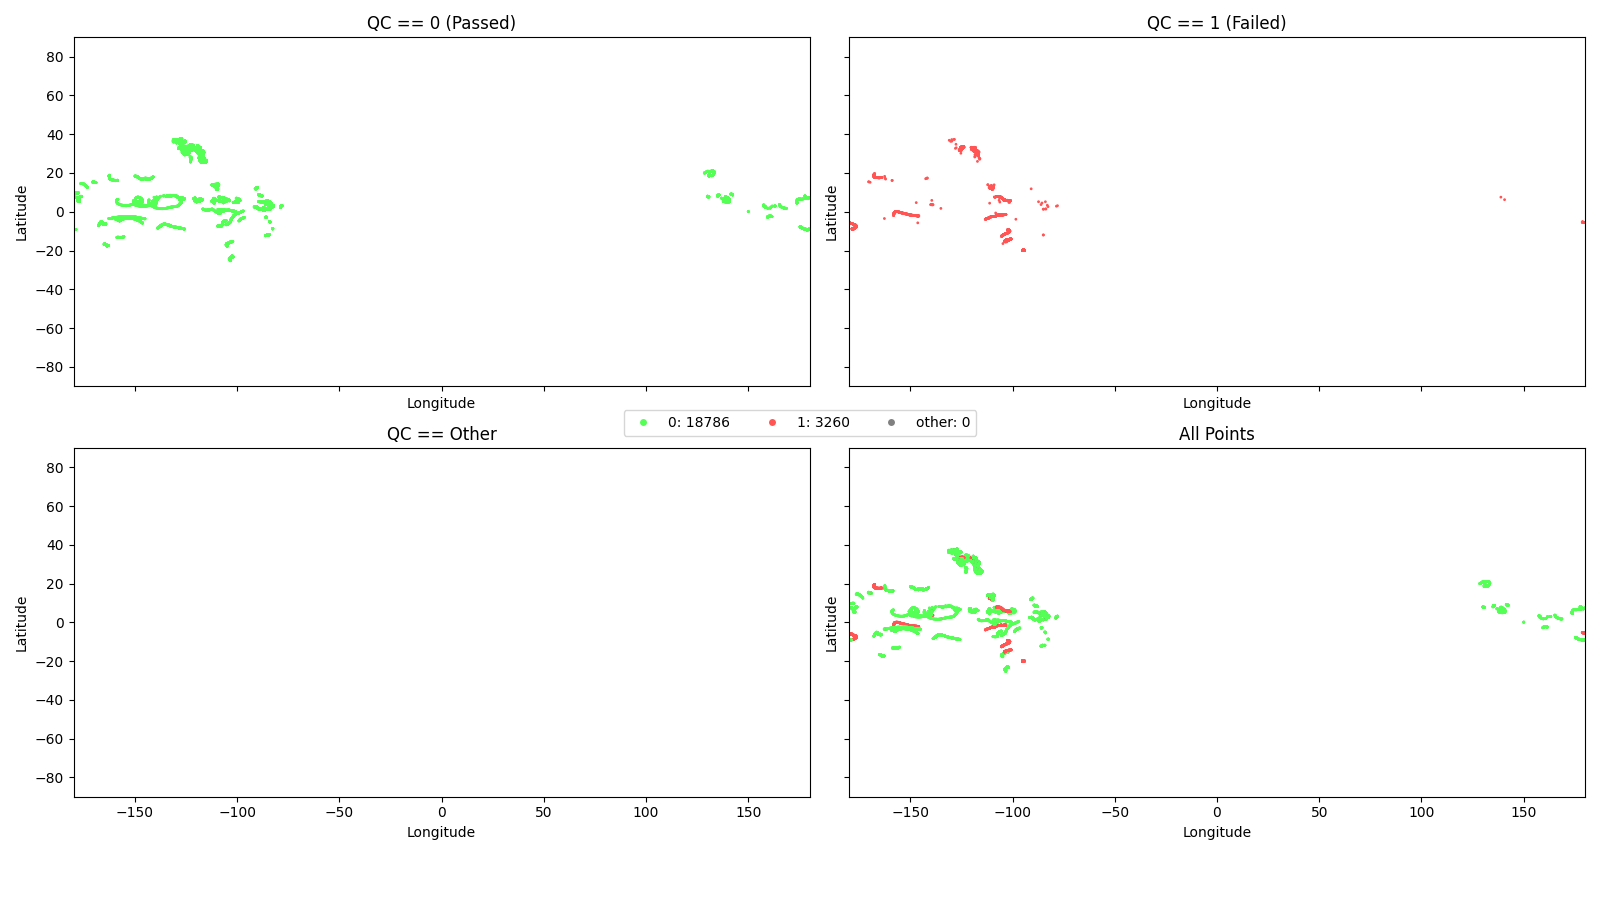 QC == 0 (Passed)
QC == 1 (Failed)
80
60
40
20
0
−20
−40
−60
−80
Latitude
Latitude
Longitude
Longitude
0: 18786
1: 3260
other: 0
QC == Other
All Points
80
60
40
20
0
−20
−40
−60
−80
Latitude
Latitude
−150
−100
−50
0
50
100
150
−150
−100
−50
0
50
100
150
Longitude
Longitude